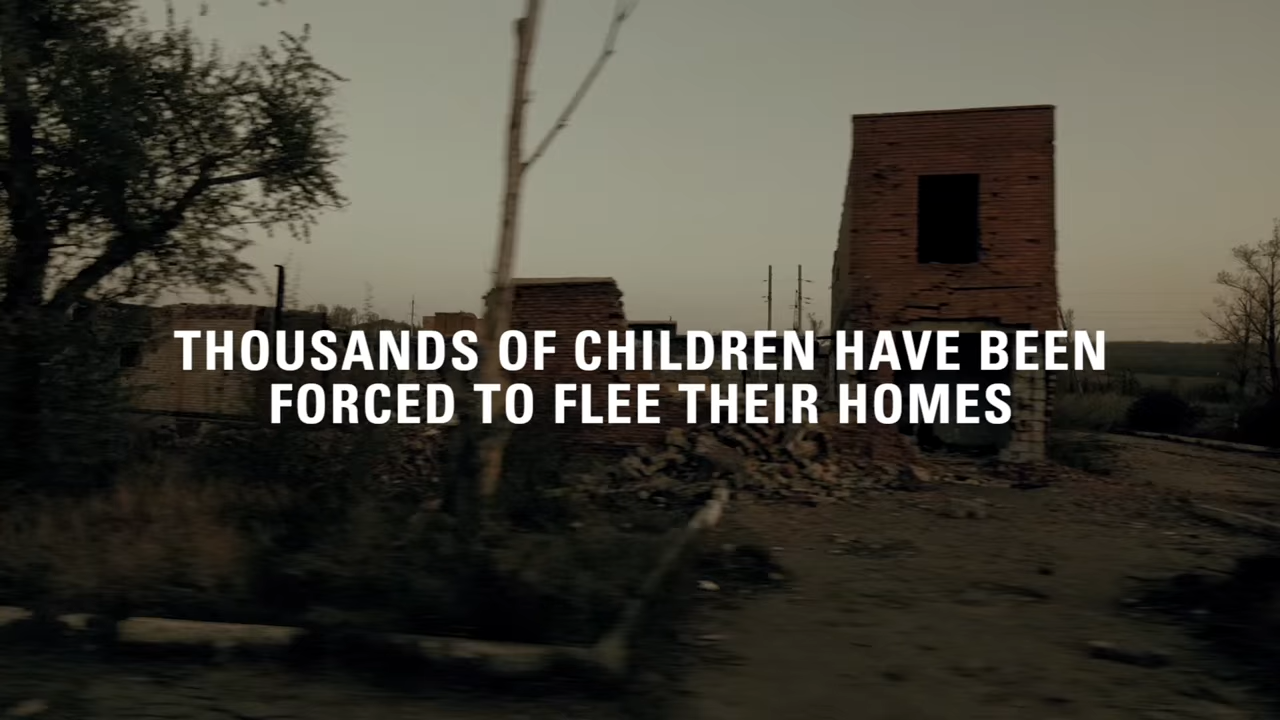 THOUSANDS OF CHILDREN HAVE BEEN
FORCED TO FLEE THEIR HOMES